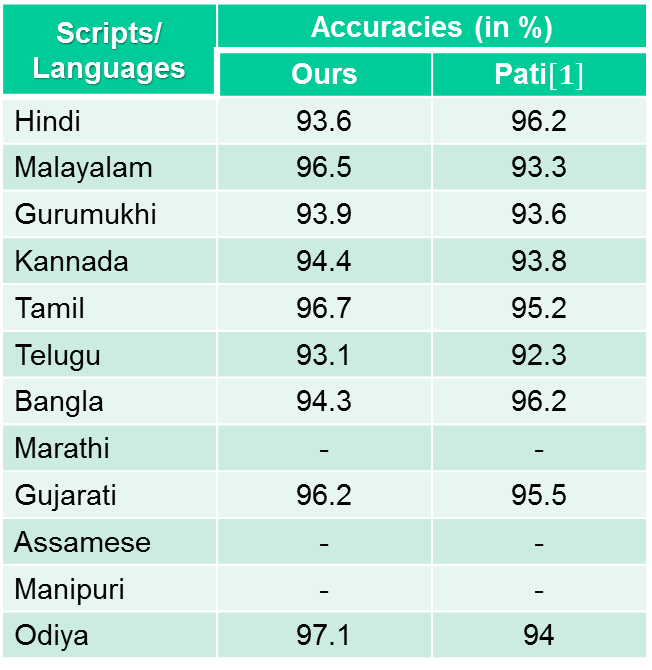 Scripts/ Accuracies (in %)
Languages Ours Pati[1]
Hindi 93.6 96.2
Malayalam 96.5 93.3
Gurumukhi 93.9 93.6
Kannada 94.4 93.8
Tamil 96.7 95.2
Telugu 93.1 92.3
Bangla 94.3 96.2
Marathi - -
Gujarati 96.2 95.5
Assamese - -
Manipuri - -
Odiya 97.1 94